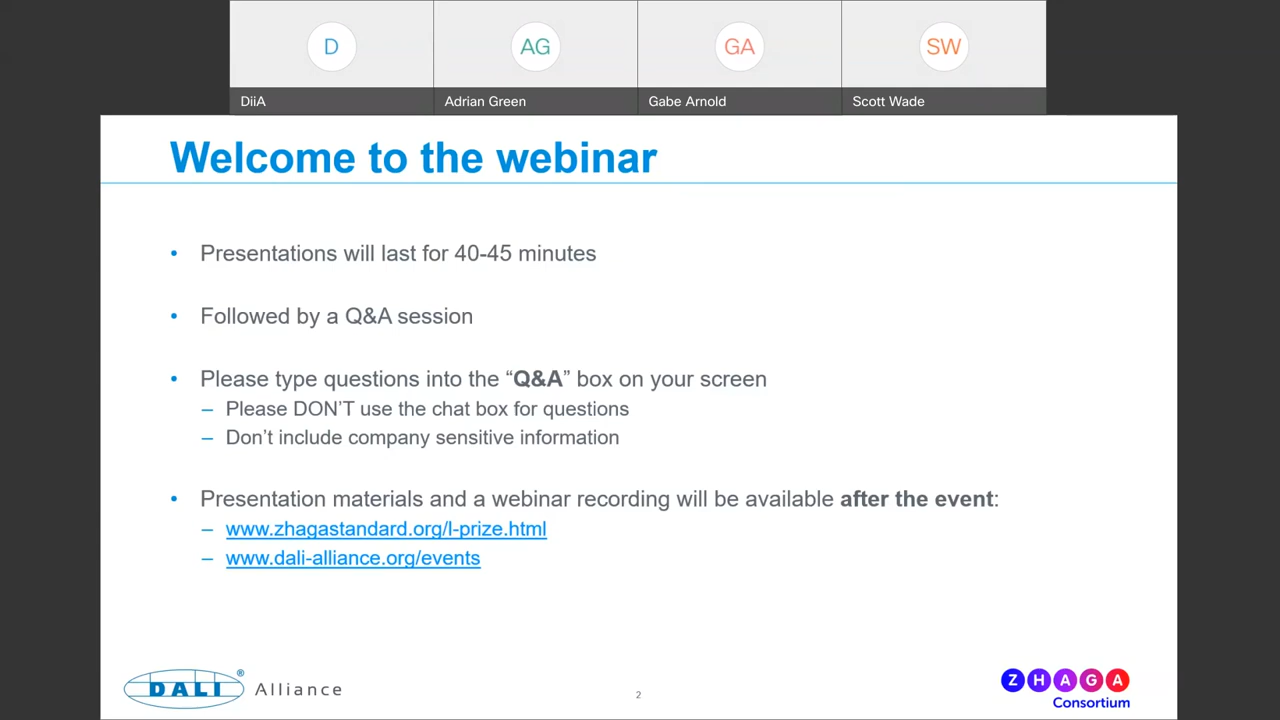 D
AG
GA
SW
DiiA
Adrian Green
Gabe Arnold
Scott Wade
Welcome to the webinar
• Presentations will last for 40-45 minutes
• Followed by a Q&A session
• Please type questions into the “Q&A” box on your screen
– Please DON’T use the chat box for questions
– Don’t include company sensitive information
• Presentation materials and a webinar recording will be available after the event:
– www.zhagastandard.org/l-prize.html
– www.dali-alliance.org/events
DALI® Alliance
2
ZHAGA
Consortium